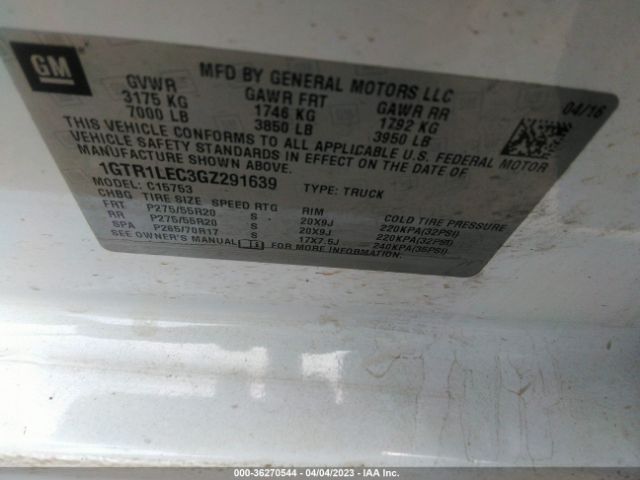 GM
MFD BY GENERAL MOTORS LLC
04/16
GVWR GAWR FRT GAWR RR
3175 KG 1746 KG 1792 KG
7000 LB 3850 LB 3950 LB
THIS VEHICLE CONFORMS TO ALL APPLICABLE U.S. FEDERAL MOTOR
VEHICLE SAFETY STANDARDS IN EFFECT ON THE DATE OF
MANUFACTURE SHOWN ABOVE.
1GTR1LEC3GZ291639 TYPE: TRUCK
MODEL: C15753
CHBG TIRE SIZE SPEED RTG RIM COLD TIRE PRESSURE
FRT P275/55R20 S 20X9J 220KPA(32PSI)
RR P275/55R20 S 20X9J 220KPA(32PSI)
SPA P265/70R17 S 17X7.5J 240KPA(35PSI)
SEE OWNER'S MANUAL FOR MORE INFORMATION.
000-36270544 - 04/04/2023 - IAA Inc.